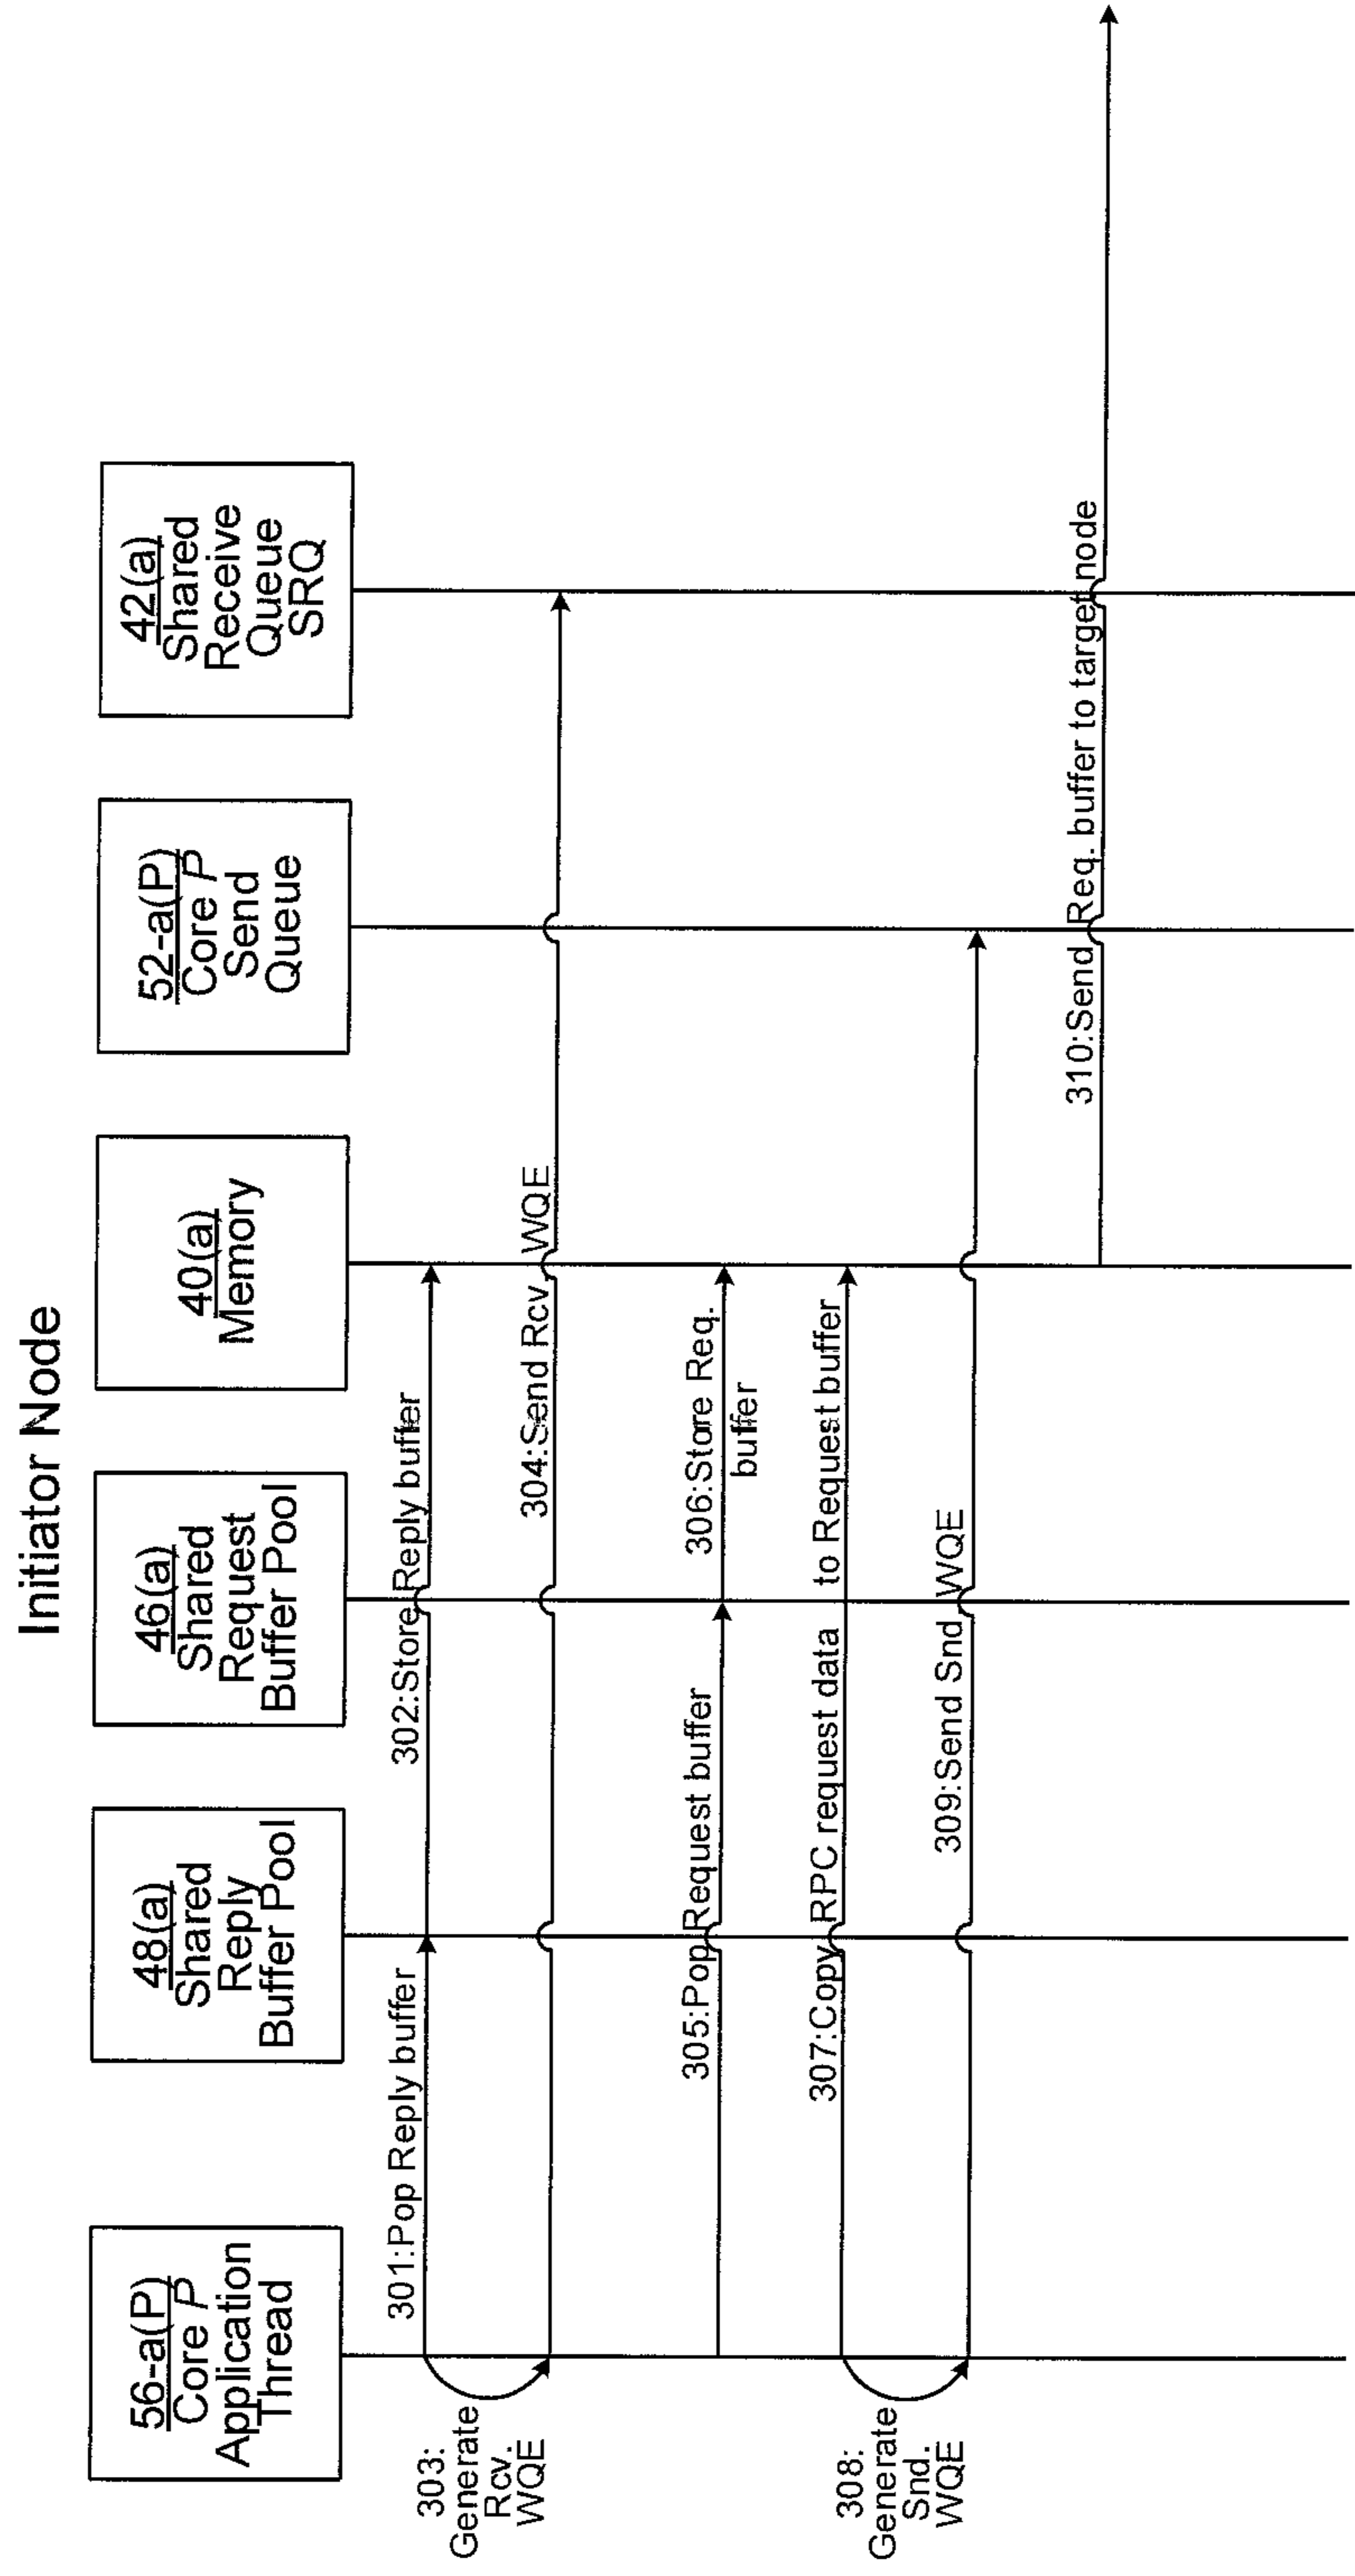 Initiator Node
56-a(P)
Core P
Application
Thread
48(a)
Shared
Reply
Buffer Pool
46(a)
Shared
Request
Buffer Pool
40(a)
Memory
52-a(P)
Core P
Send
Queue
42(a)
Shared
Receive
Queue
SRQ
301:Pop Reply buffer
302:Store Reply buffer
303:
Generate
Rcv.
WQE
304:Send Rcv WQE
305:Pop Request buffer
306:Store Req.
buffer
307:Copy RPC request data to Request buffer
308:
Generate
Snd.
WQE
309:Send Snd WQE
310:Send Req. buffer to target node